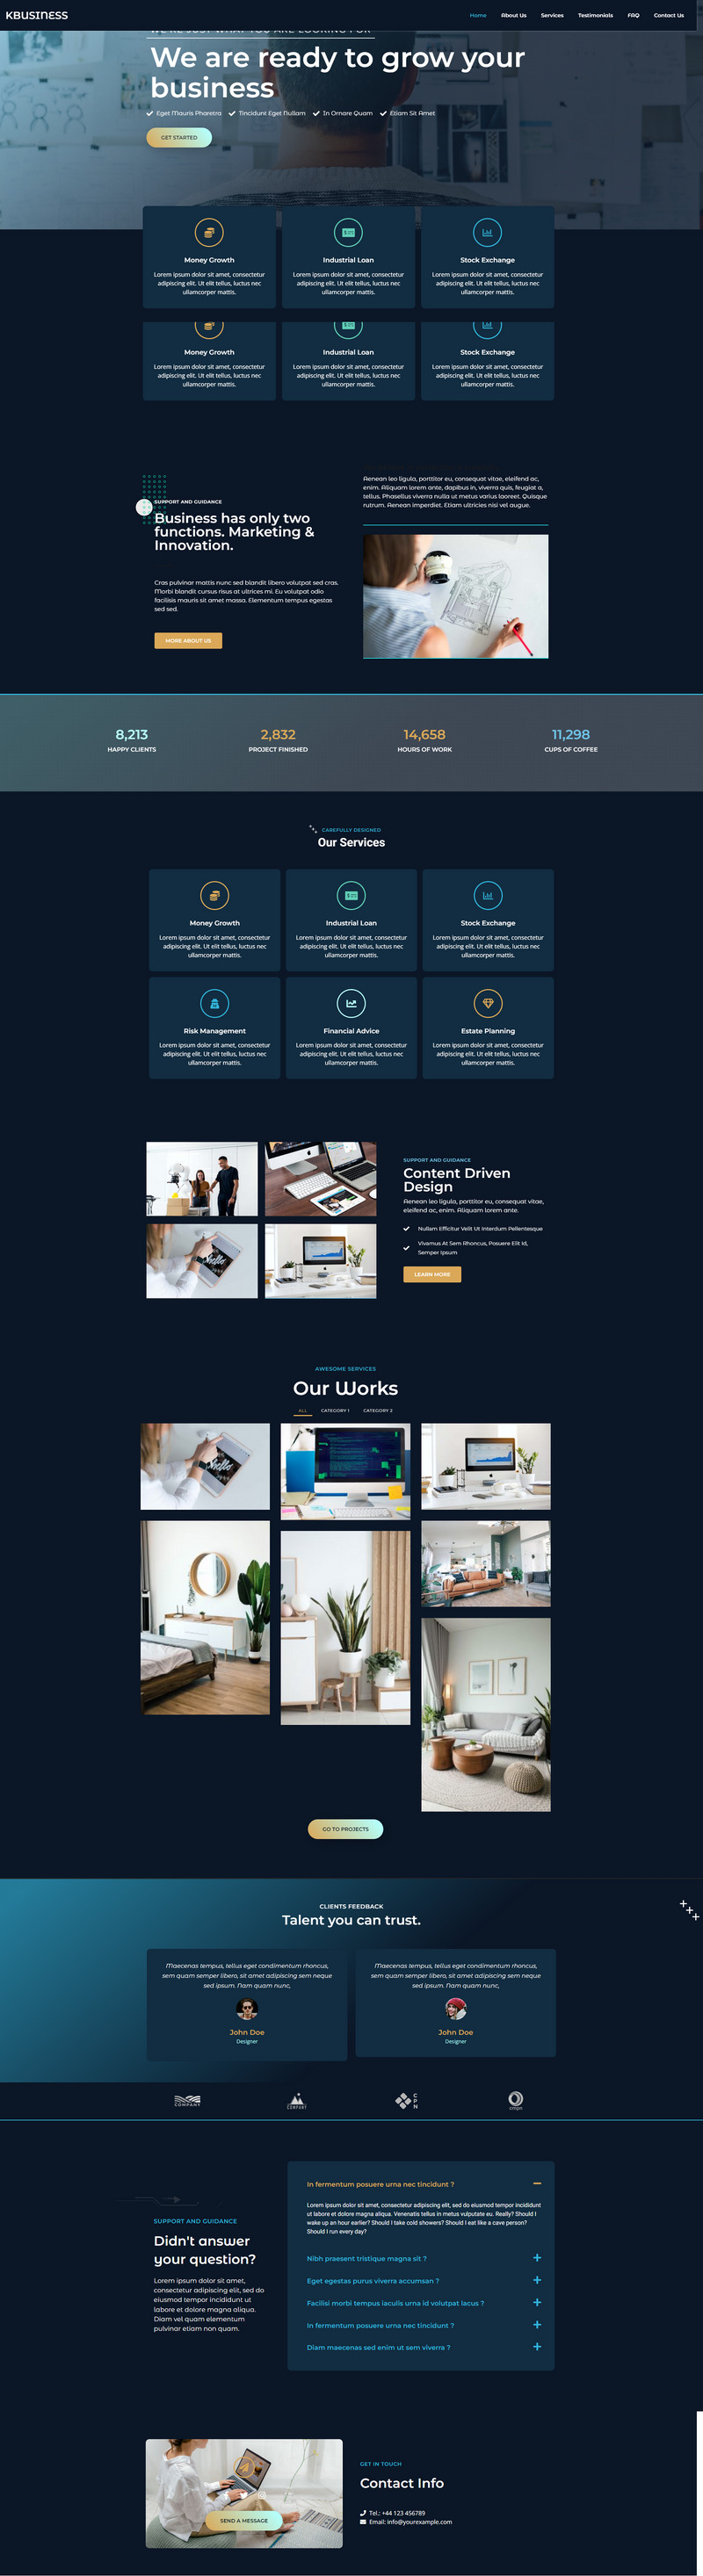 KBUSINESS
Home
About Us
Services
Testimonials
FAQ
Contact Us
WE'RE JUST WHAT YOU ARE LOOKING FOR
We are ready to grow your
business
Eget Mauris Pharetra
Tincidunt Eget Nullam
In Ornare Quam
Etiam Sit Amet
GET STARTED
Money Growth
Lorem ipsum dolor sit amet, consectetur
adipiscing elit. Ut elit tellus, luctus nec
ullamcorper mattis.
Industrial Loan
Lorem ipsum dolor sit amet, consectetur
adipiscing elit. Ut elit tellus, luctus nec
ullamcorper mattis.
Stock Exchange
Lorem ipsum dolor sit amet, consectetur
adipiscing elit. Ut elit tellus, luctus nec
ullamcorper mattis.
Money Growth
Lorem ipsum dolor sit amet, consectetur
adipiscing elit. Ut elit tellus, luctus nec
ullamcorper mattis.
Industrial Loan
Lorem ipsum dolor sit amet, consectetur
adipiscing elit. Ut elit tellus, luctus nec
ullamcorper mattis.
Stock Exchange
Lorem ipsum dolor sit amet, consectetur
adipiscing elit. Ut elit tellus, luctus nec
ullamcorper mattis.
SUPPORT AND GUIDANCE
Business has only two
functions. Marketing &
Innovation.
Cras pulvinar mattis nunc sed blandit libero volutpat sed cras.
Morbi blandit cursus risus at ultrices mi. Eu volutpat odio
facilisis mauris sit amet massa. Elementum tempus egestas
sed sed.
MORE ABOUT US
Aenean leo ligula, porttitor eu, consequat vitae, eleifend ac,
enim. Aliquam lorem ante, dapibus in, viverra quis, feugiat a,
tellus. Phasellus viverra nulla ut metus varius laoreet. Quisque
rutrum. Aenean imperdiet. Etiam ultricies nisi vel augue.
8,213
HAPPY CLIENTS
2,832
PROJECT FINISHED
14,658
HOURS OF WORK
11,298
CUPS OF COFFEE
CAREFULLY DESIGNED
Our Services
Money Growth
Lorem ipsum dolor sit amet, consectetur
adipiscing elit. Ut elit tellus, luctus nec
ullamcorper mattis.
Industrial Loan
Lorem ipsum dolor sit amet, consectetur
adipiscing elit. Ut elit tellus, luctus nec
ullamcorper mattis.
Stock Exchange
Lorem ipsum dolor sit amet, consectetur
adipiscing elit. Ut elit tellus, luctus nec
ullamcorper mattis.
Risk Management
Lorem ipsum dolor sit amet, consectetur
adipiscing elit. Ut elit tellus, luctus nec
ullamcorper mattis.
Financial Advice
Lorem ipsum dolor sit amet, consectetur
adipiscing elit. Ut elit tellus, luctus nec
ullamcorper mattis.
Estate Planning
Lorem ipsum dolor sit amet, consectetur
adipiscing elit. Ut elit tellus, luctus nec
ullamcorper mattis.
Hello
SUPPORT AND GUIDANCE
Content Driven
Design
Aenean leo ligula, porttitor eu, consequat vitae,
eleifend ac, enim. Aliquam lorem ante.
Nullam Efficitur Velit Ut Interdum Pellentesque
Vivamus At Sem Rhoncus, Posuere Elit Id,
Semper Ipsum
LEARN MORE
AWESOME SERVICES
Our Works
ALL
CATEGORY 1
CATEGORY 2
Hello
GO TO PROJECTS
CLIENTS FEEDBACK
Talent you can trust.
Maecenas tempus, tellus eget condimentum rhoncus,
sem quam semper libero, sit amet adipiscing sem neque
sed ipsum. Nam quam nunc,
John Doe
Designer
Maecenas tempus, tellus eget condimentum rhoncus,
sem quam semper libero, sit amet adipiscing sem neque
sed ipsum. Nam quam nunc,
John Doe
Designer
COMPANY
COMPANY
CPN
cmpn
SUPPORT AND GUIDANCE
Didn't answer
your question?
Lorem ipsum dolor sit amet,
consectetur adipiscing elit, sed do
eiusmod tempor incididunt ut
labore et dolore magna aliqua.
Diam vel quam elementum
pulvinar etiam non quam.
In fermentum posuere urna nec tincidunt ?
Lorem ipsum dolor sit amet, consectetur adipiscing elit, sed do eiusmod tempor incididunt
ut labore et dolore magna aliqua. Venenatis tellus in metus vulputate eu. Really? Should I
wake up an hour earlier? Should I take cold showers? Should I eat like a cave person?
Should I run every day?
Nibh praesent tristique magna sit ?
Eget egestas purus viverra accumsan ?
Facilisi morbi tempus iaculis urna id volutpat lacus ?
In fermentum posuere urna nec tincidunt ?
Diam maecenas sed enim ut sem viverra ?
SEND A MESSAGE
GET IN TOUCH
Contact Info
Tel.: +44 123 456789
Email: info@yourexample.com